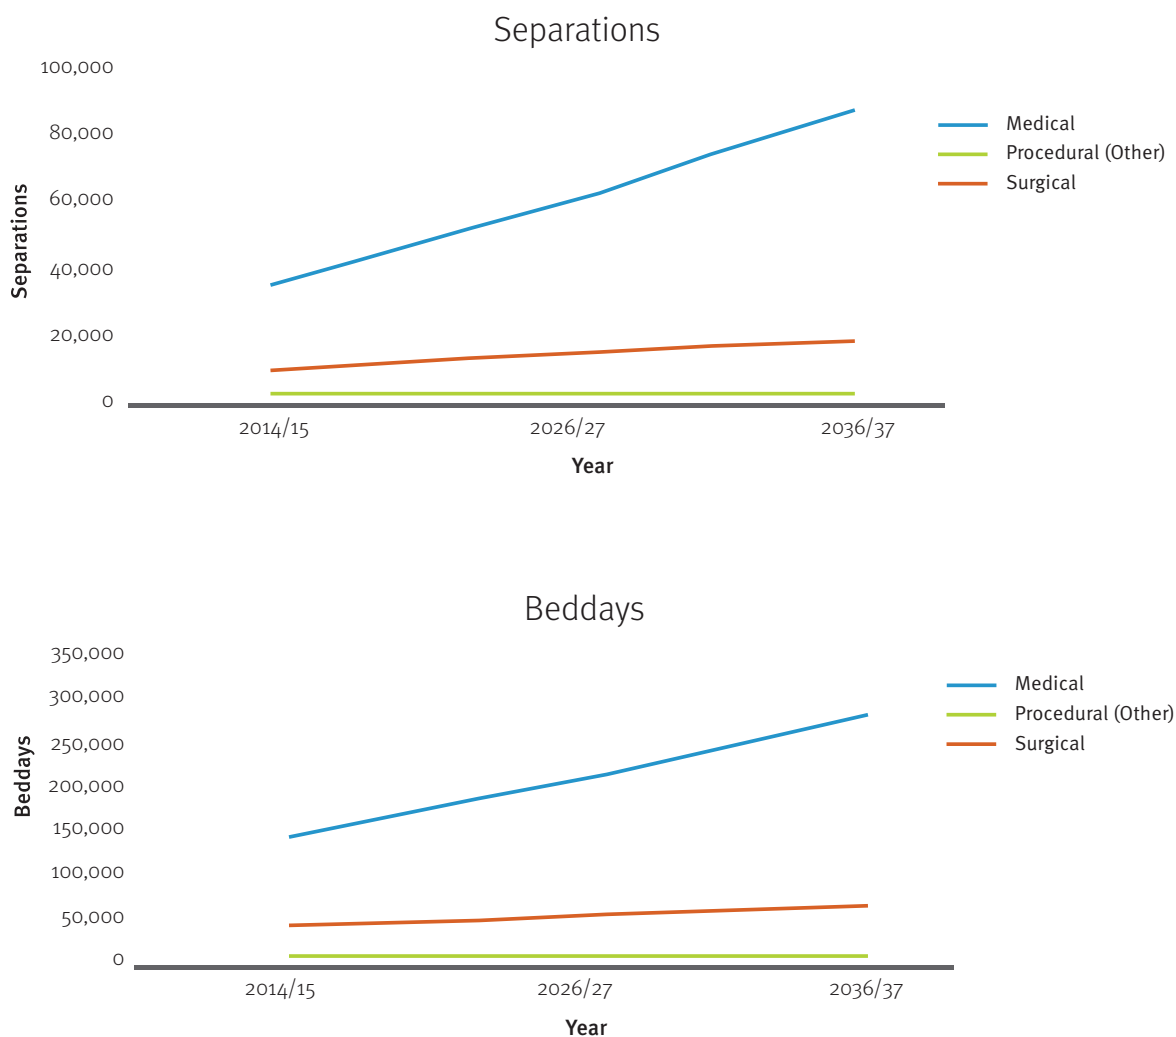 Separations
100,000
80,000
60,000
40,000
20,000
0
Separations
2014/15
2026/27
2036/37
Year
Medical
Procedural (Other)
Surgical
Beddays
350,000
300,000
250,000
200,000
150,000
100,000
50,000
0
Beddays
2014/15
2026/27
2036/37
Year
Medical
Procedural (Other)
Surgical